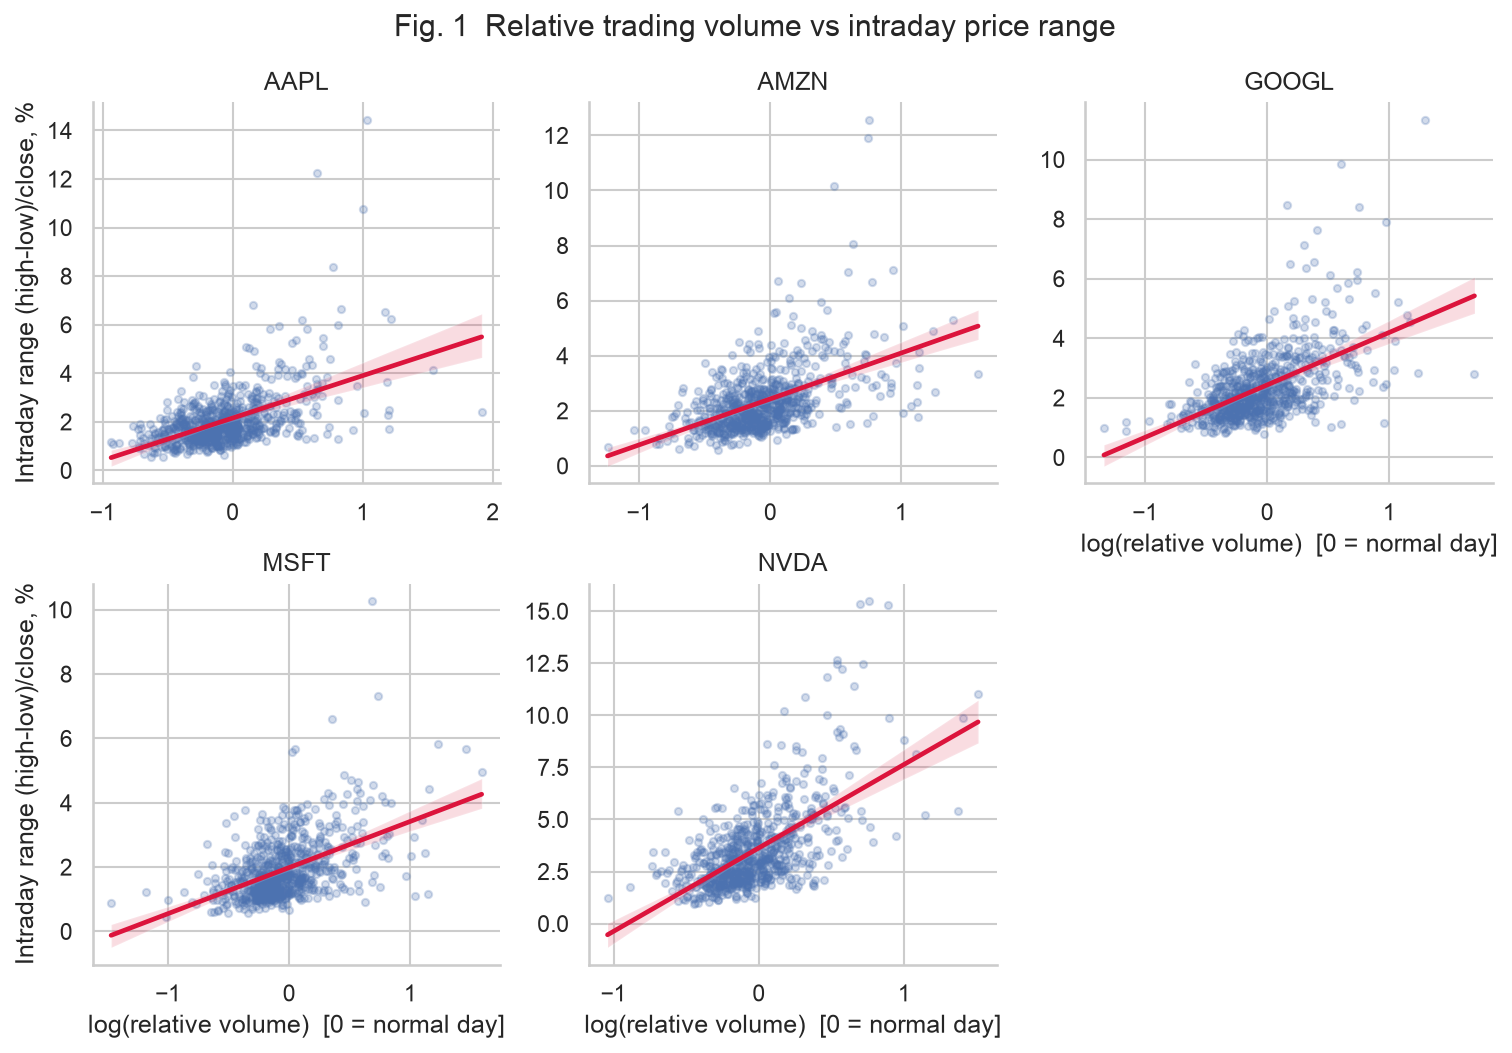 Fig. 1  Relative trading volume vs intraday price range
AAPL
Intraday range (high-low)/close, %
14
12
10
8
6
4
2
0
−1 0 1 2
AMZN
12
10
8
6
4
2
0
−1 0 1
GOOGL
10
8
6
4
2
0
−1 0 1
log(relative volume)  [0 = normal day]
MSFT
Intraday range (high-low)/close, %
10
8
6
4
2
0
−1 0 1
log(relative volume)  [0 = normal day]
NVDA
15.0
12.5
10.0
7.5
5.0
2.5
0.0
−1 0 1
log(relative volume)  [0 = normal day]